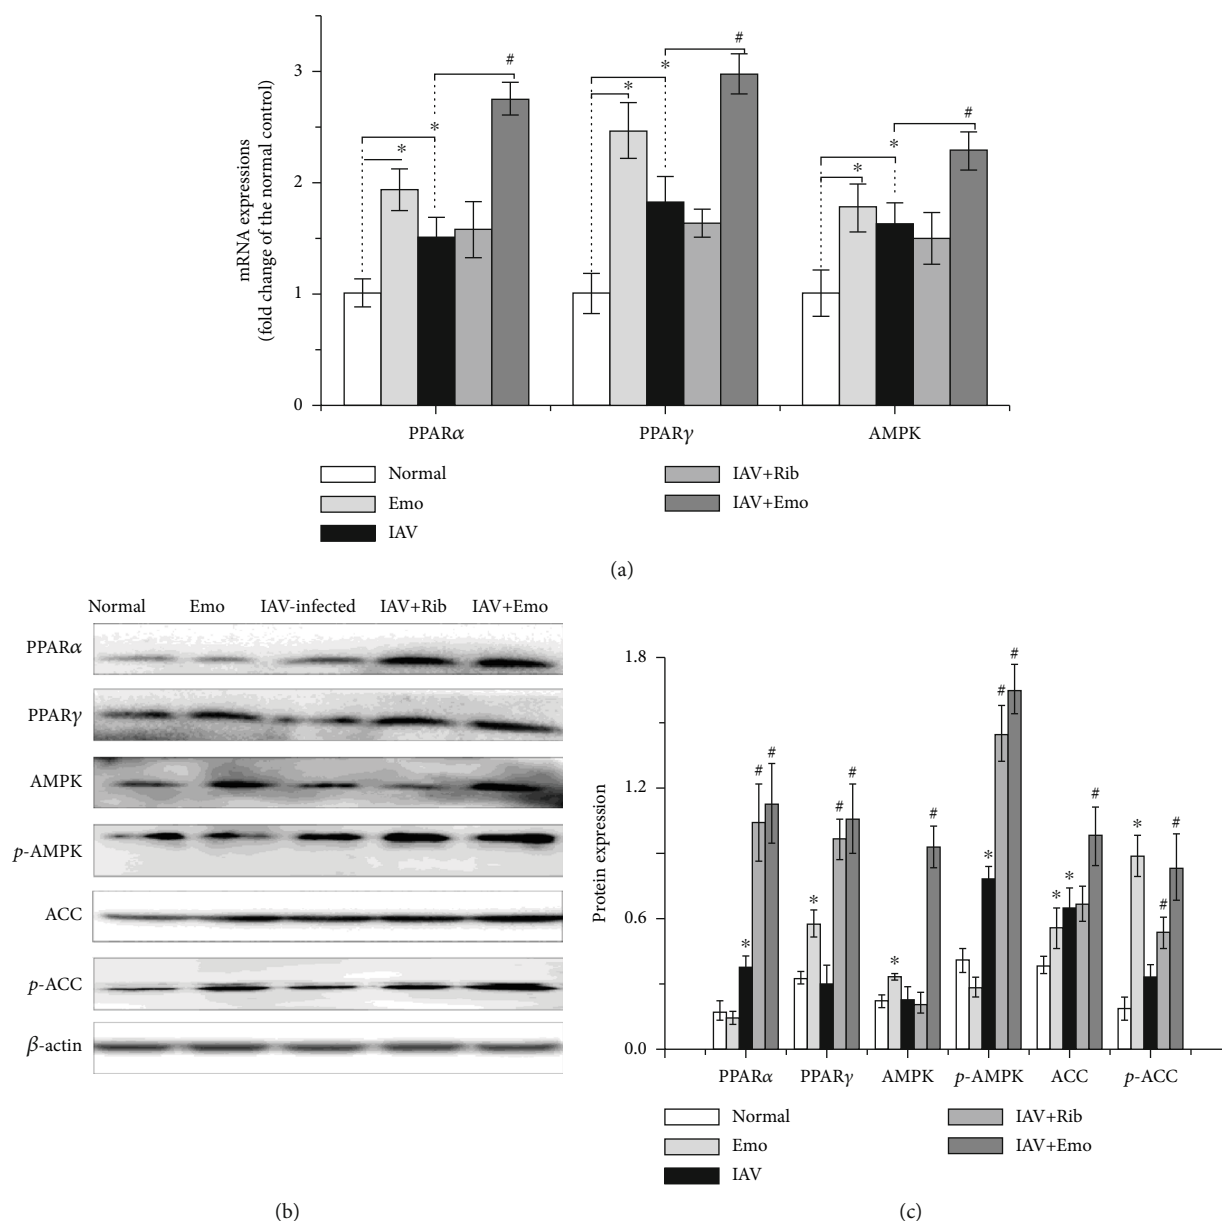 mRNA expressions
(fold change of the normal control)
3
2
1
0
* * #
* * #
* * #
PPARα PPARγ AMPK
Normal IAV+Rib
Emo IAV+Emo
IAV
(a)
Normal Emo IAV-infected IAV+Rib IAV+Emo
PPARα
PPARγ
AMPK
p-AMPK
ACC
p-ACC
β-actin
(b)
Protein expression
1.8
1.2
0.6
0.0
* # #
* # #
* #
* # #
* * #
* # #
PPARα PPARγ AMPK p-AMPK ACC p-ACC
Normal IAV+Rib
Emo IAV+Emo
IAV
(c)